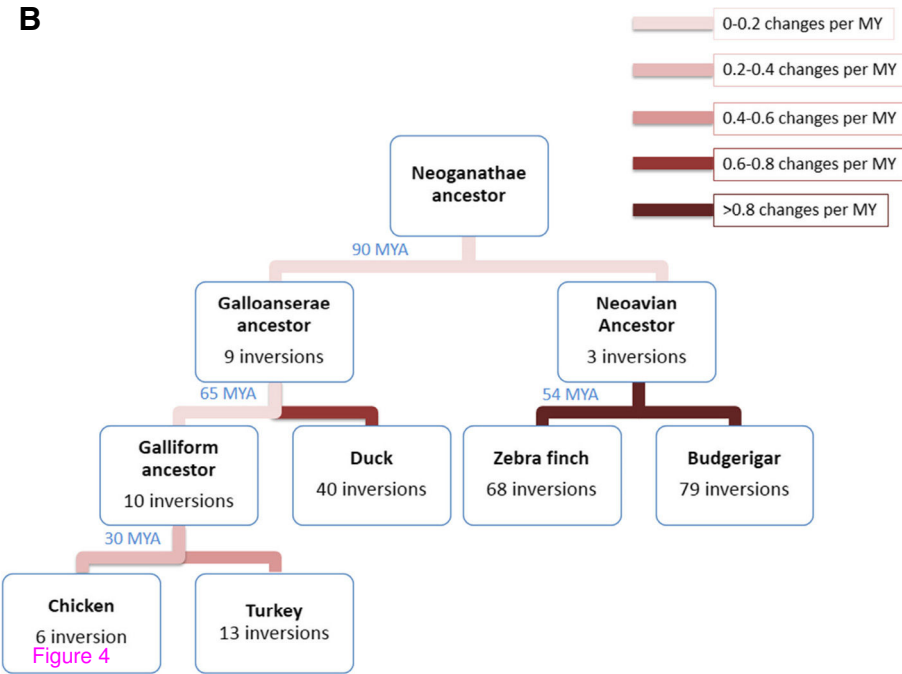 B
0-0.2 changes per MY
0.2-0.4 changes per MY
0.4-0.6 changes per MY
0.6-0.8 changes per MY
>0.8 changes per MY
Neoganathae
ancestor
90 MYA
Galloanserae
ancestor
9 inversions
Neoavian
Ancestor
3 inversions
65 MYA
54 MYA
Galliform
ancestor
10 inversions
Duck
40 inversions
Zebra finch
68 inversions
Budgerigar
79 inversions
30 MYA
Chicken
6 inversion
Turkey
13 inversions
Figure 4